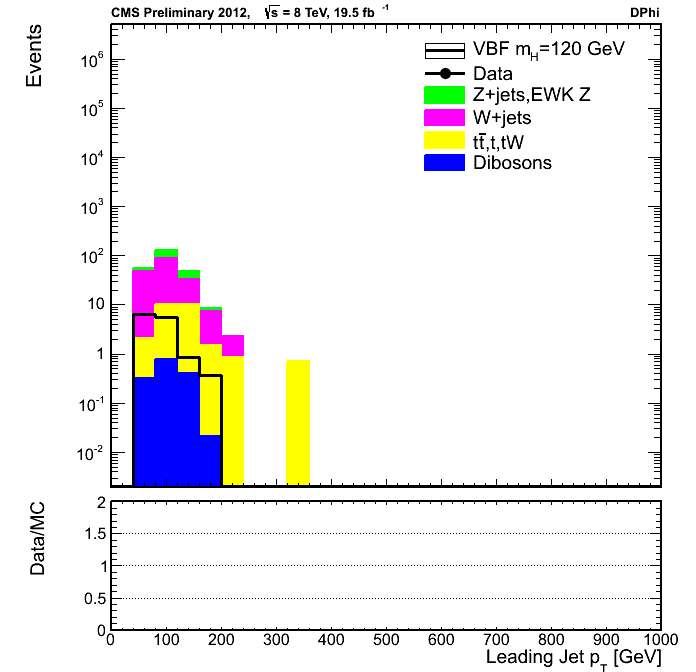 CMS Preliminary 2012, √s = 8 TeV, 19.5 fb⁻¹ DPhi
Events
VBF m_H=120 GeV
Data
Z+jets,EWK Z
W+jets
tt̅,t,tW
Dibosons
10⁶
10⁵
10⁴
10³
10²
10
1
10⁻¹
10⁻²
Data/MC
2
1.5
1
0.5
0
0 100 200 300 400 500 600 700 800 900 1000
Leading Jet p_T [GeV]